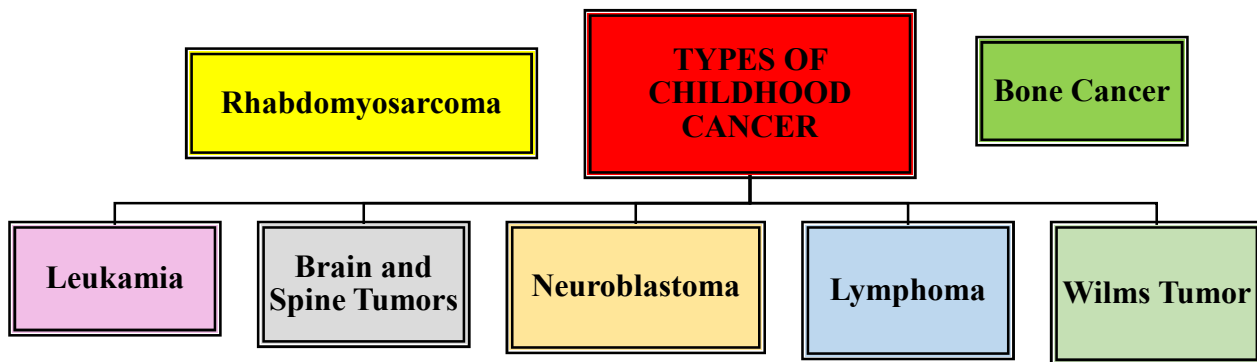 Rhabdomyosarcoma
TYPES OF
CHILDHOOD
CANCER
Bone Cancer
Leukamia
Brain and
Spine Tumors
Neuroblastoma
Lymphoma
Wilms Tumor